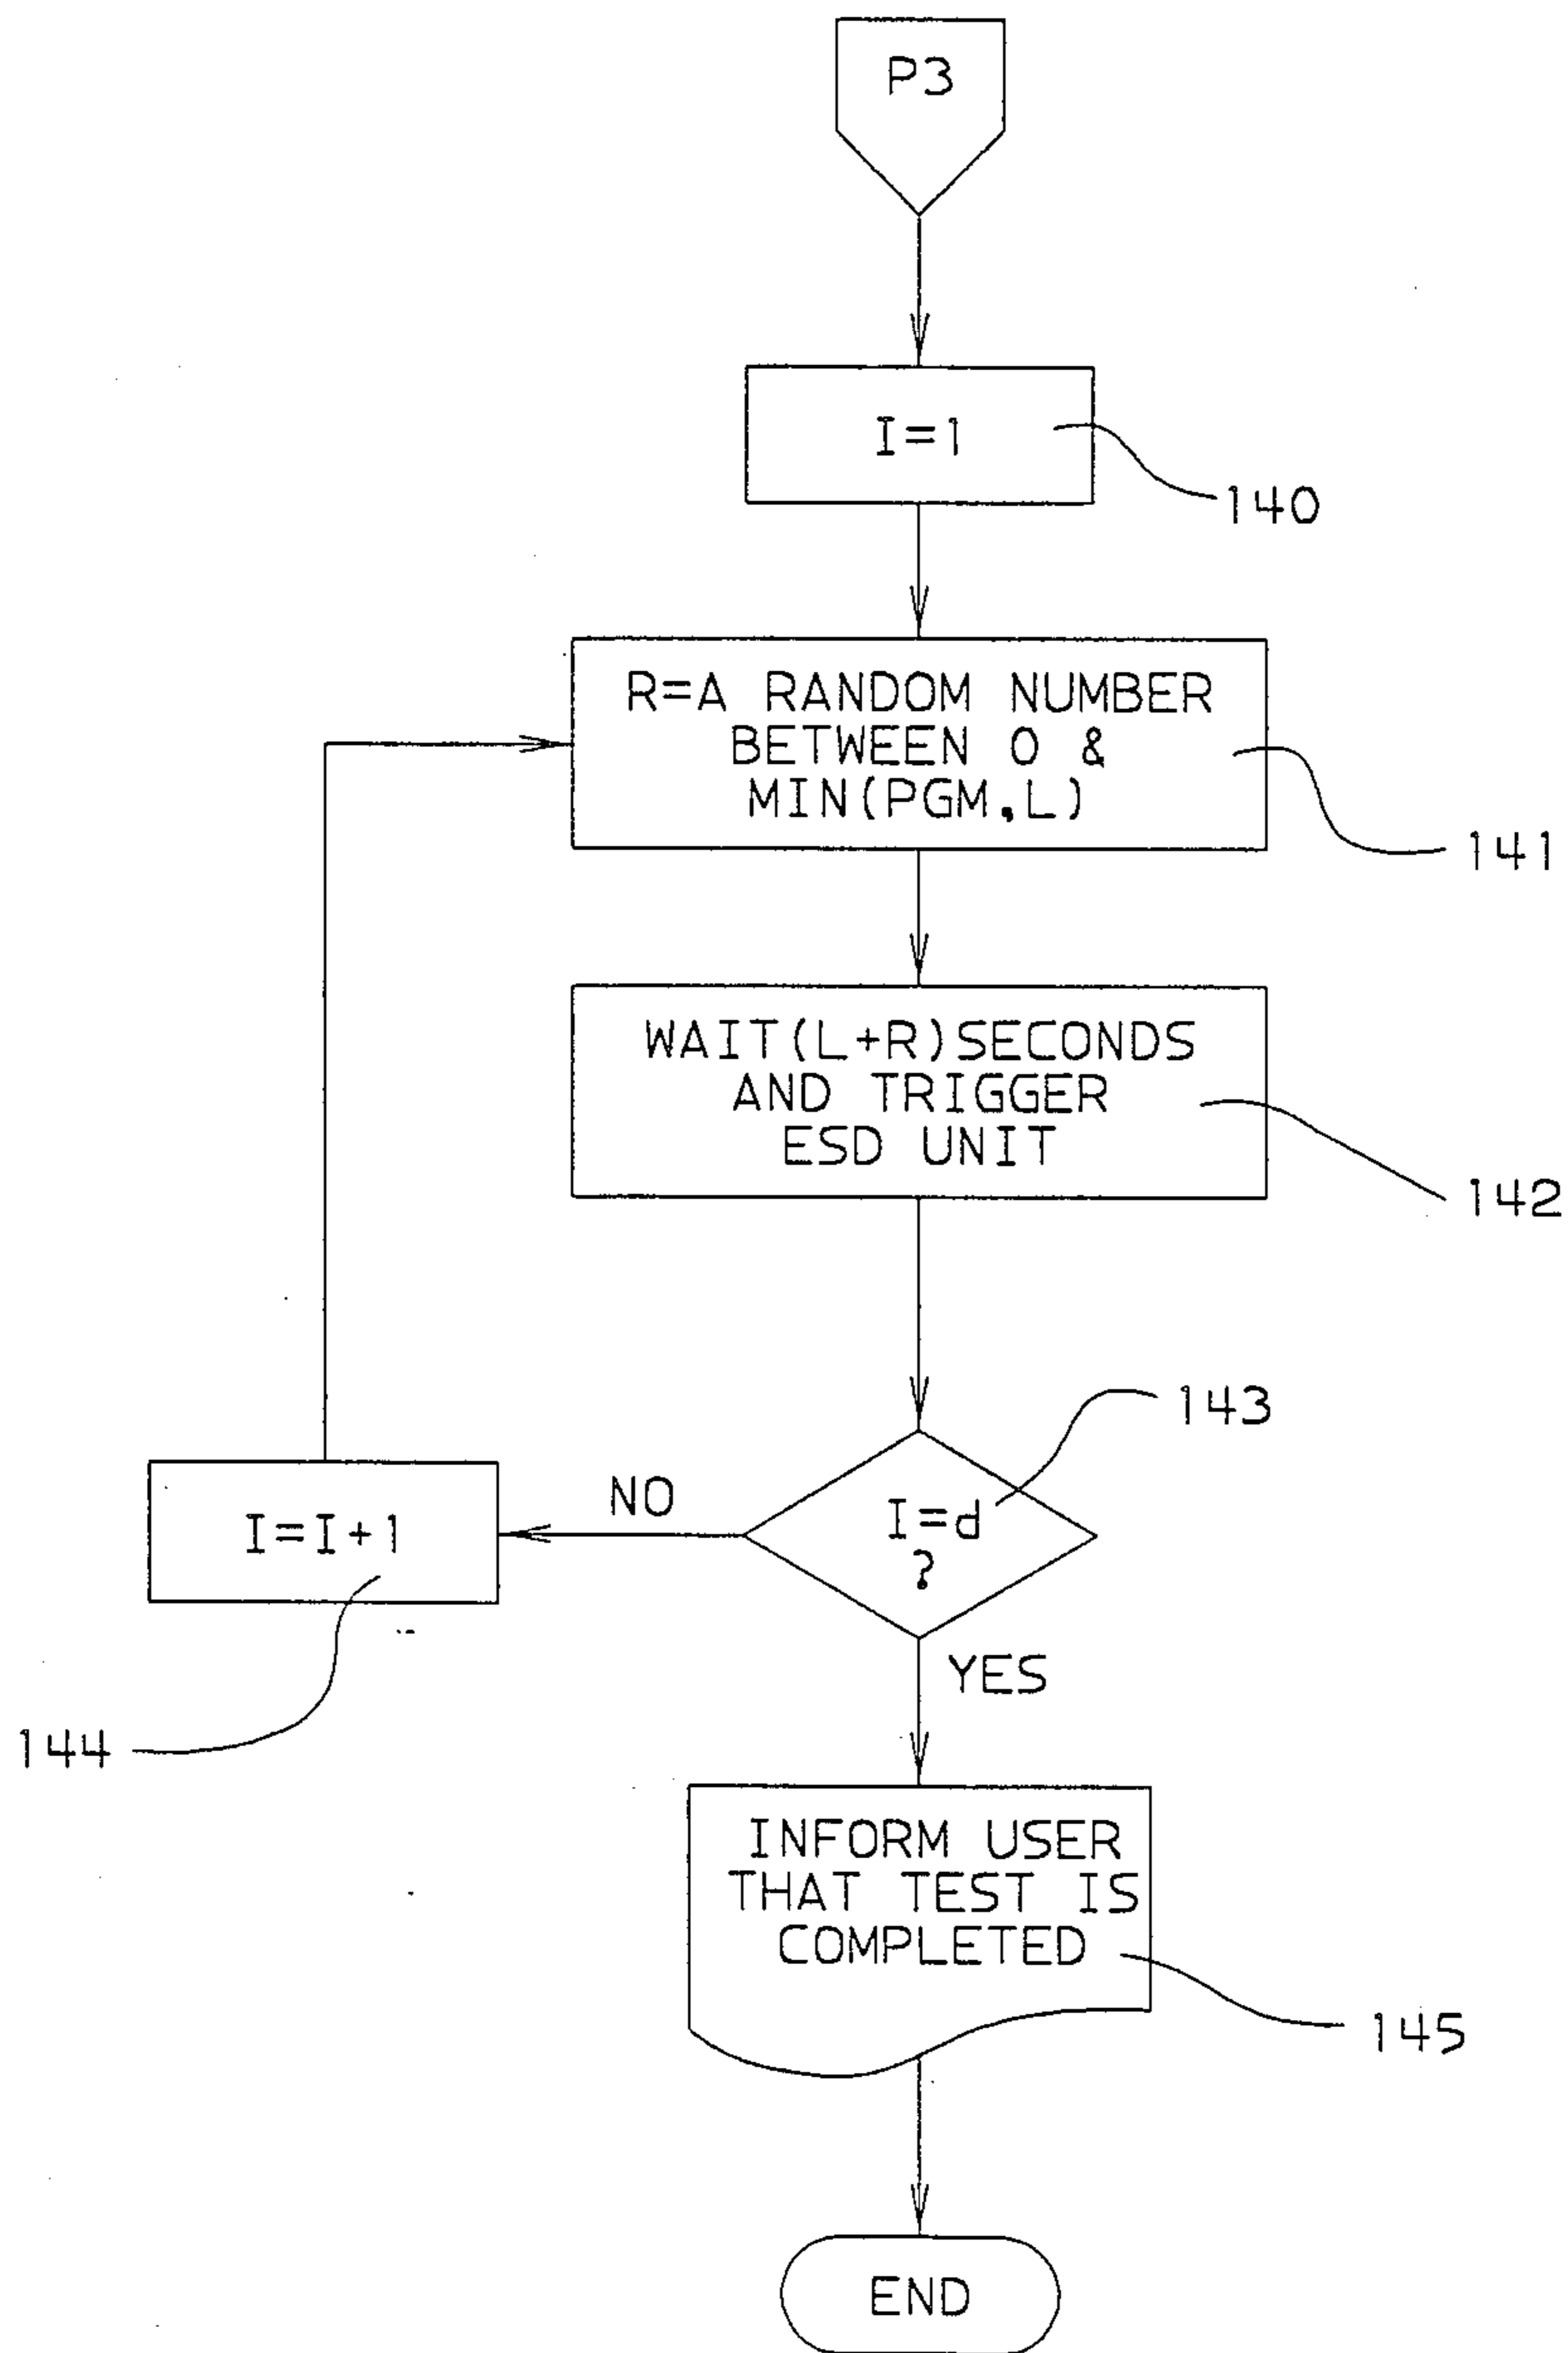 P3
I=1
140
R=A RANDOM NUMBER
BETWEEN 0 &
MIN(PGM,L)
141
WAIT(L+R)SECONDS
AND TRIGGER
ESD UNIT
142
143
I=d
?
NO
I=I+1
144
YES
INFORM USER
THAT TEST IS
COMPLETED
145
END